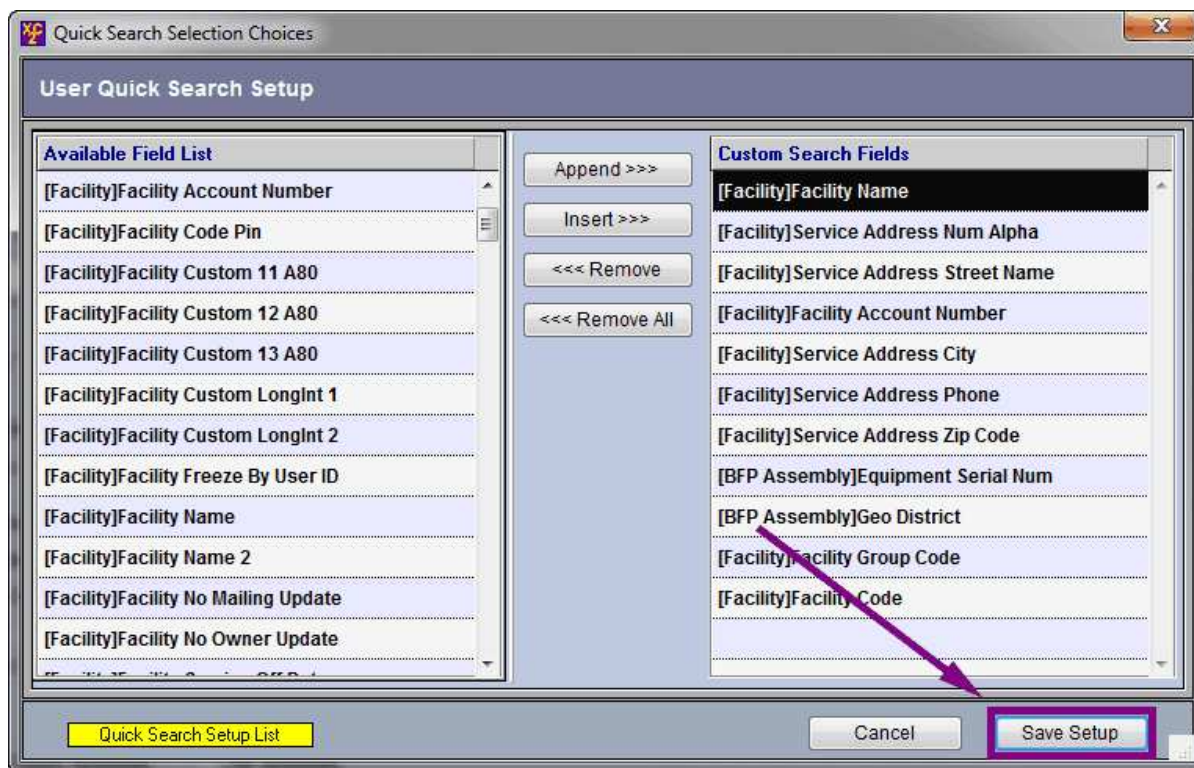 Quick Search Selection Choices
User Quick Search Setup
Available Field List
[Facility]Facility Account Number
[Facility]Facility Code Pin
[Facility]Facility Custom 11 A80
[Facility]Facility Custom 12 A80
[Facility]Facility Custom 13 A80
[Facility]Facility Custom LongInt 1
[Facility]Facility Custom LongInt 2
[Facility]Facility Freeze By User ID
[Facility]Facility Name
[Facility]Facility Name 2
[Facility]Facility No Mailing Update
[Facility]Facility No Owner Update
Append >>>
Insert >>>
<<< Remove
<<< Remove All
Custom Search Fields
[Facility]Facility Name
[Facility]Service Address Num Alpha
[Facility]Service Address Street Name
[Facility]Facility Account Number
[Facility]Service Address City
[Facility]Service Address Phone
[Facility]Service Address Zip Code
[BFP Assembly]Equipment Serial Num
[BFP Assembly]Geo District
[Facility]Facility Group Code
[Facility]Facility Code
Quick Search Setup List
Cancel
Save Setup